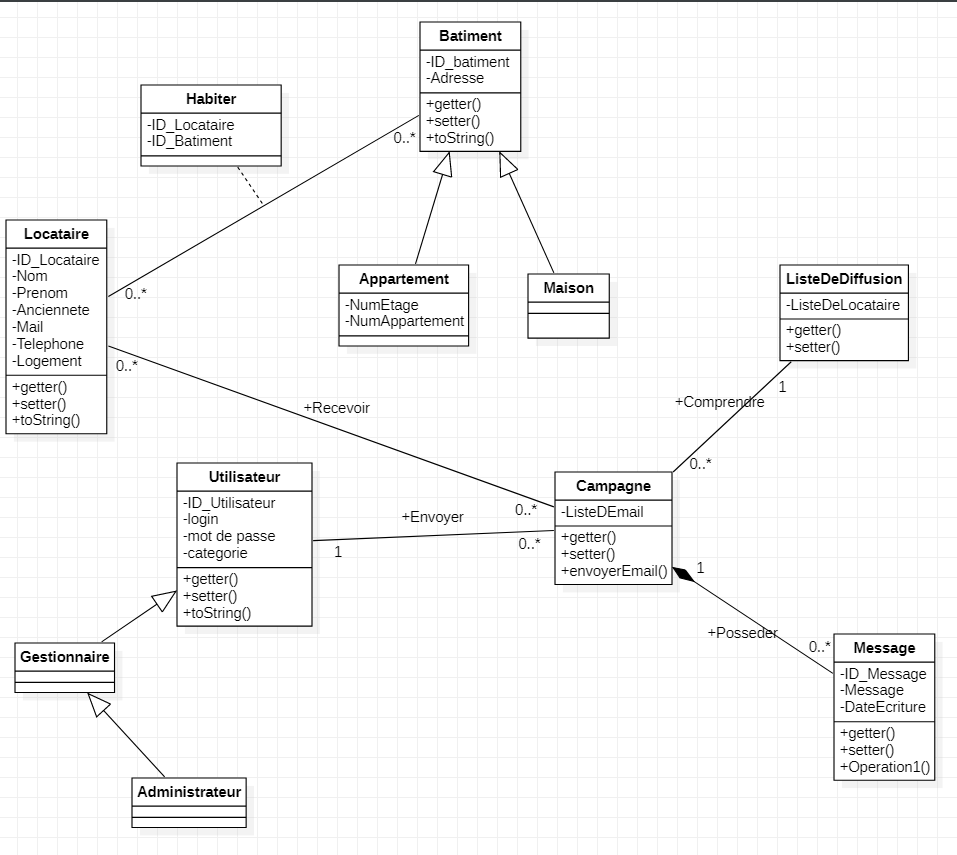 Batiment
-ID_batiment
-Adresse
+getter()
+setter()
+toString()
0..*
Habiter
-ID_Locataire
-ID_Batiment
Locataire
-ID_Locataire
-Nom
-Prenom
-Anciennete
-Mail
-Telephone
-Logement
+getter()
+setter()
+toString()
0..*
0..*
Appartement
-NumEtage
-NumAppartement
Maison
ListeDeDiffusion
-ListeDeLocataire
+getter()
+setter()
1
+Comprendre
0..*
+Recevoir
0..*
Utilisateur
-ID_Utilisateur
-login
-mot de passe
-categorie
+getter()
+setter()
+toString()
1
+Envoyer
0..*
Campagne
-ListeDEmail
+getter()
+setter()
+envoyerEmail()
1
+Posseder
0..*
Message
-ID_Message
-Message
-DateEcriture
+getter()
+setter()
+Operation1()
Gestionnaire
Administrateur